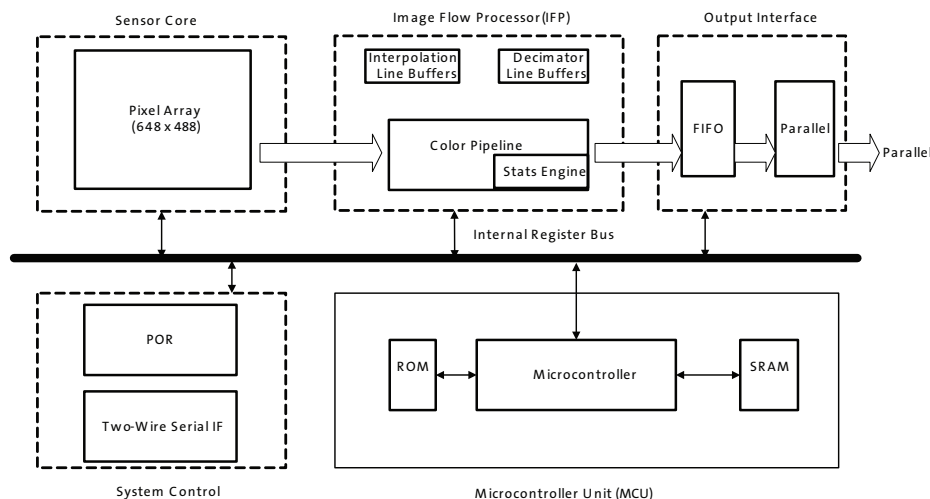 Sensor Core
Image Flow Processor(IFP)
Output Interface
Pixel Array
(648 x 488)
Interpolation
Line Buffers
Decimator
Line Buffers
Color Pipeline
Stats Engine
FIFO
Parallel
Parallel
Internal Register Bus
POR
Two-Wire Serial IF
System Control
ROM
Microcontroller
SRAM
Microcontroller Unit (MCU)